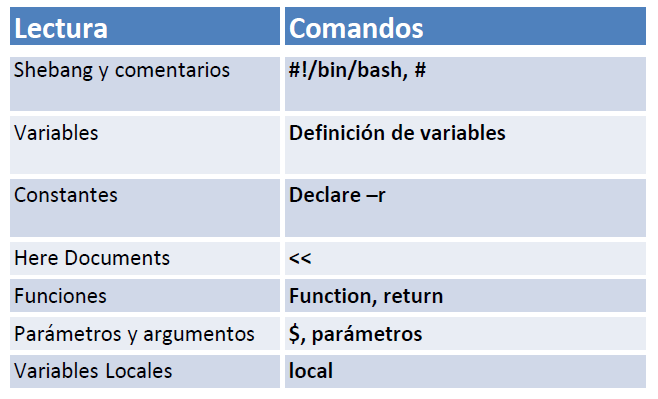 Lectura Comandos
Shebang y comentarios #!/bin/bash, #
Variables Definición de variables
Constantes Declare –r
Here Documents <<
Funciones Function, return
Parámetros y argumentos $, parámetros
Variables Locales local